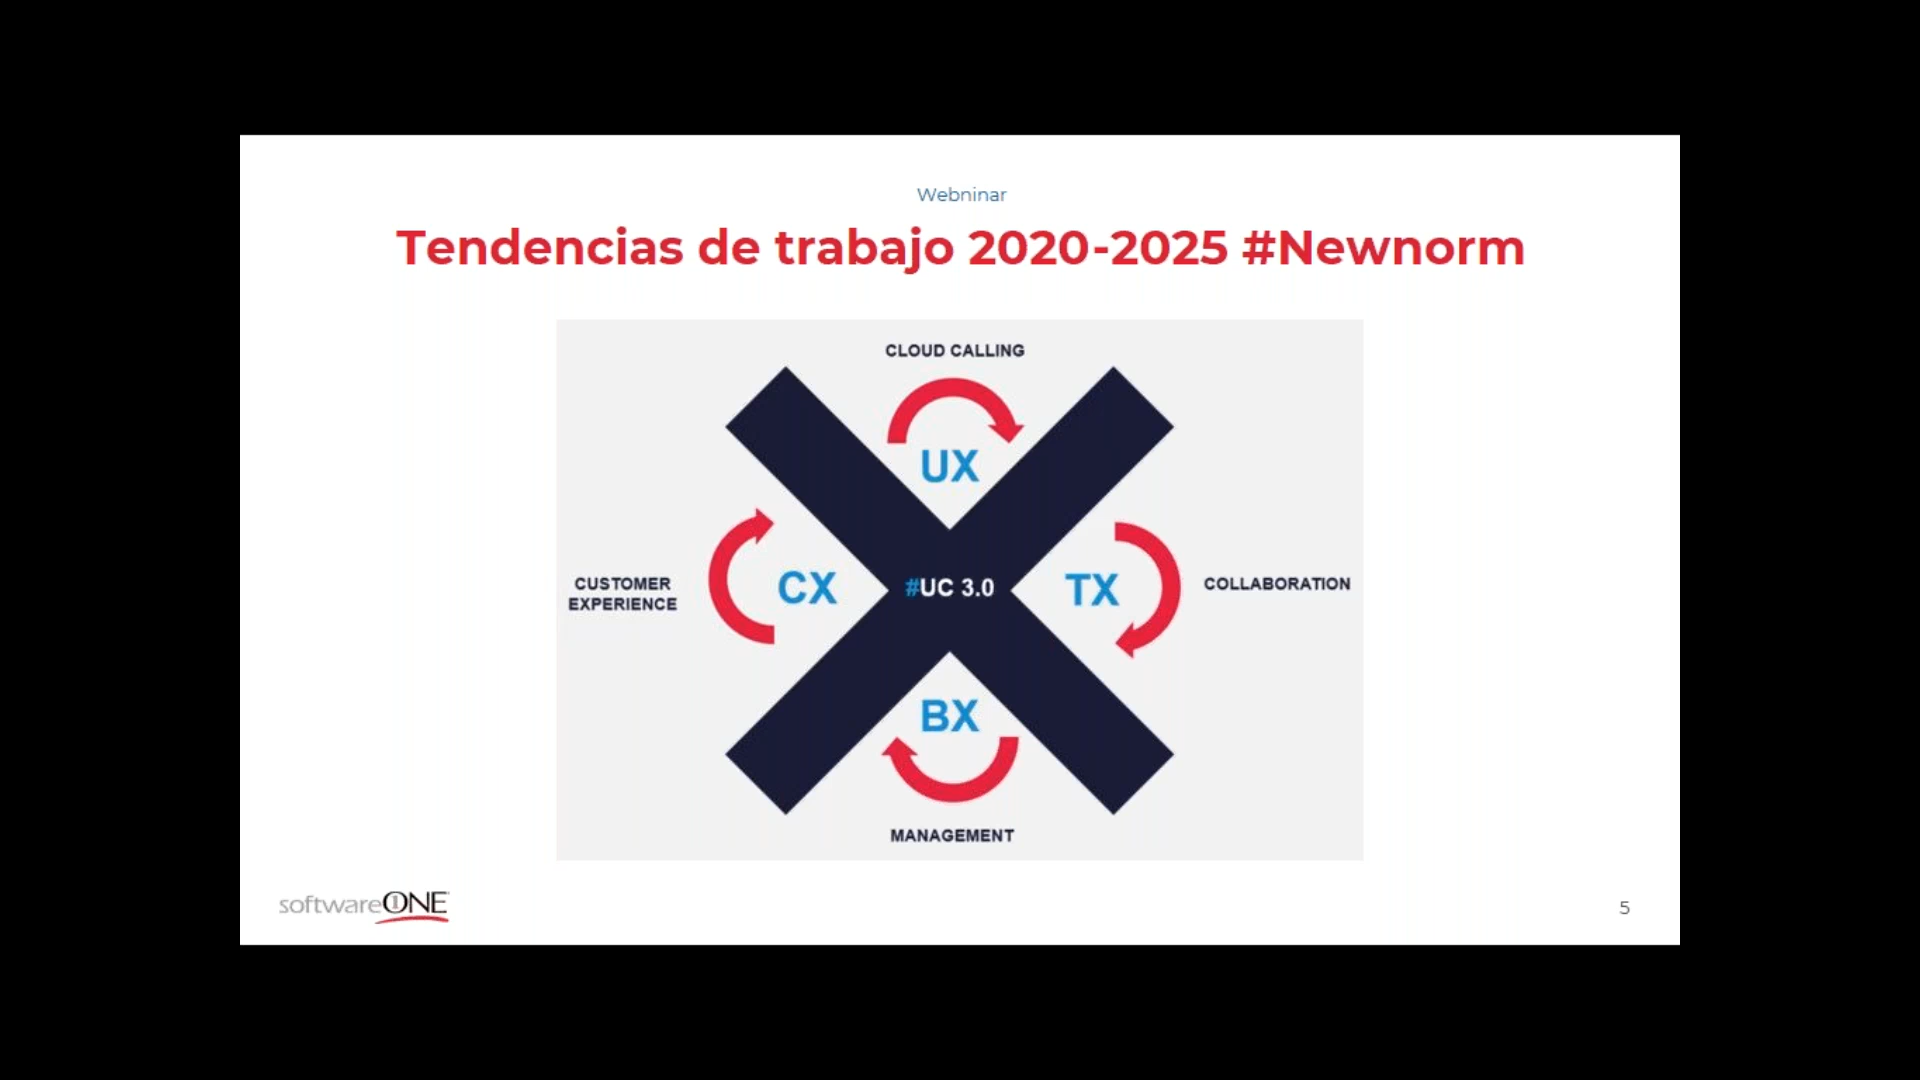 Webninar
Tendencias de trabajo 2020-2025 #Newnorm
CLOUD CALLING
UX
CUSTOMER
EXPERIENCE
CX
#UC 3.0
TX
COLLABORATION
BX
MANAGEMENT
softwareONE
5